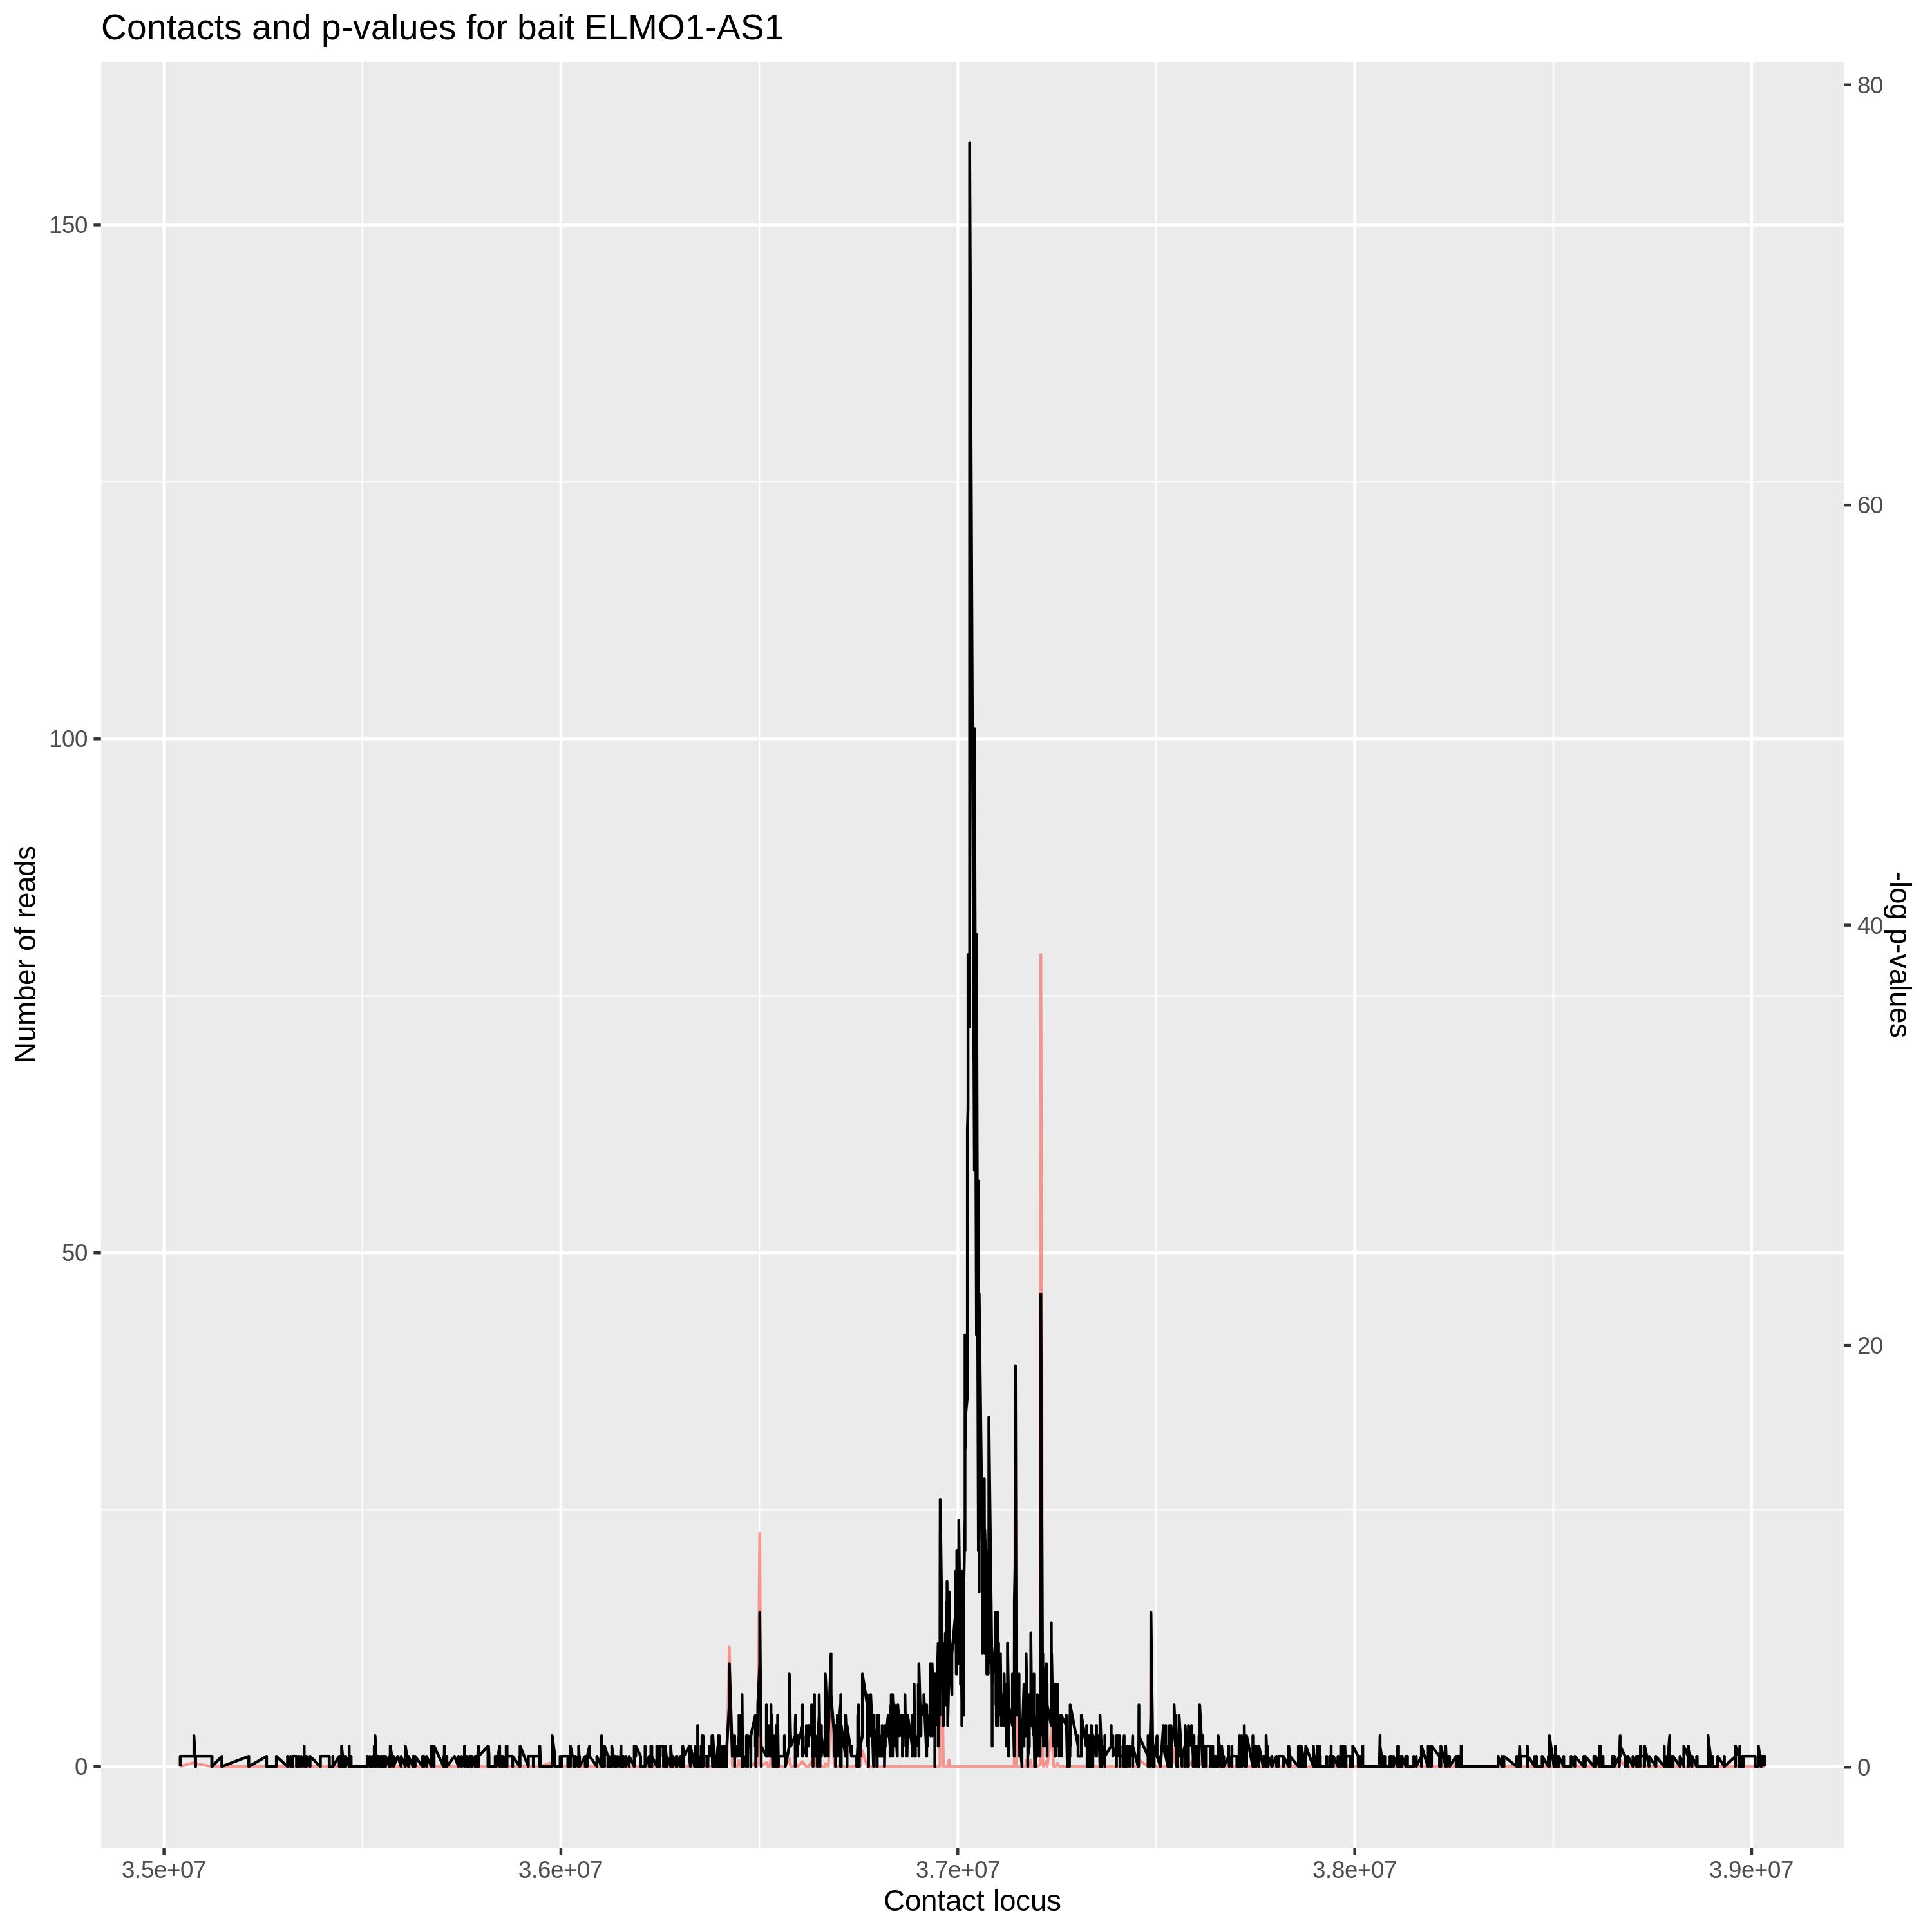 Contacts and p-values for bait ELMO1-AS1
150
100
50
0
Number of reads
80
60
40
20
0
-log p-values
3.5e+07
3.6e+07
3.7e+07
3.8e+07
3.9e+07
Contact locus